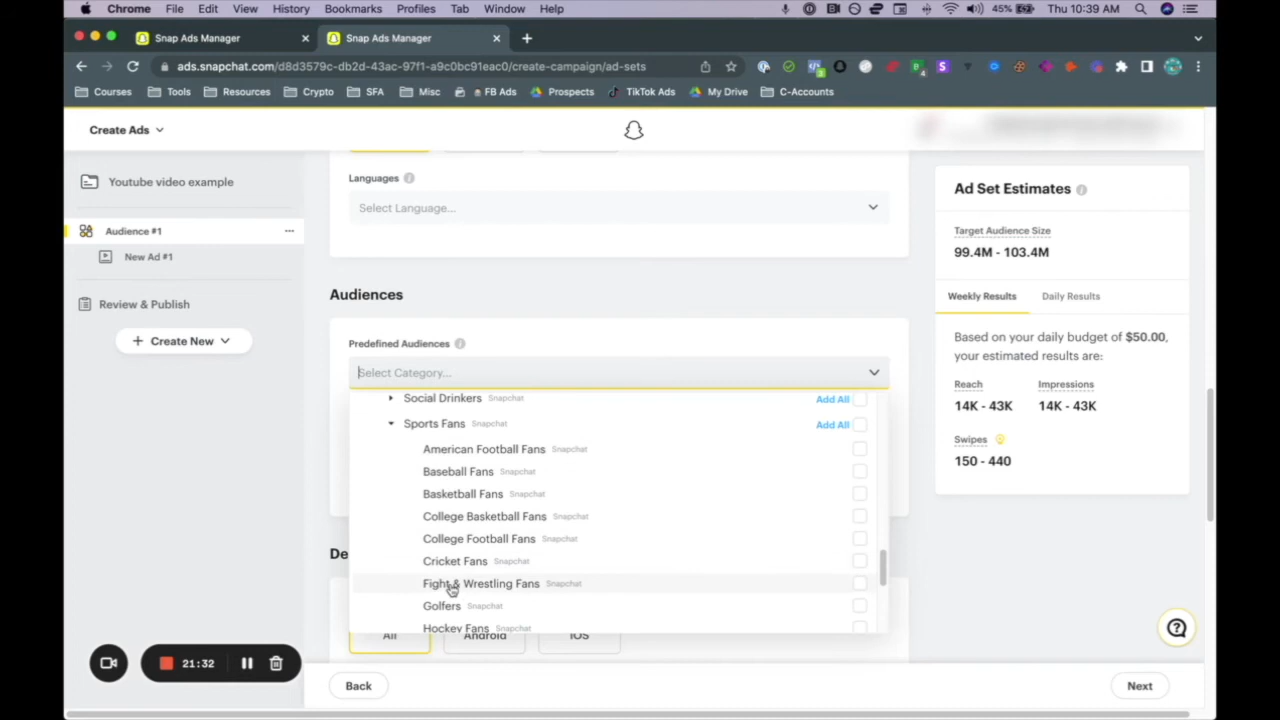 Chrome File Edit View History Bookmarks Profiles Tab Window Help 45% Thu 10:39 AM
Snap Ads Manager Snap Ads Manager
ads.snapchat.com/d8d3579c-db2d-43ac-97f1-a9c0bc91eac0/create-campaign/ad-sets
Courses Tools Resources Crypto SFA Misc FB Ads Prospects TikTok Ads My Drive C-Accounts
Create Ads
Youtube video example
Audience #1
New Ad #1
Review & Publish
+ Create New
Languages
Select Language...
Audiences
Predefined Audiences
Select Category...
Social Drinkers Snapchat Add All
Sports Fans Snapchat Add All
American Football Fans Snapchat
Baseball Fans Snapchat
Basketball Fans Snapchat
College Basketball Fans Snapchat
College Football Fans Snapchat
Cricket Fans Snapchat
Fight & Wrestling Fans Snapchat
Golfers Snapchat
Hockey Fans Snapchat
De
All Android iOS
Back Next
Ad Set Estimates
Target Audience Size
99.4M - 103.4M
Weekly Results Daily Results
Based on your daily budget of $50.00,
your estimated results are:
Reach Impressions
14K - 43K 14K - 43K
Swipes
150 - 440
21:32